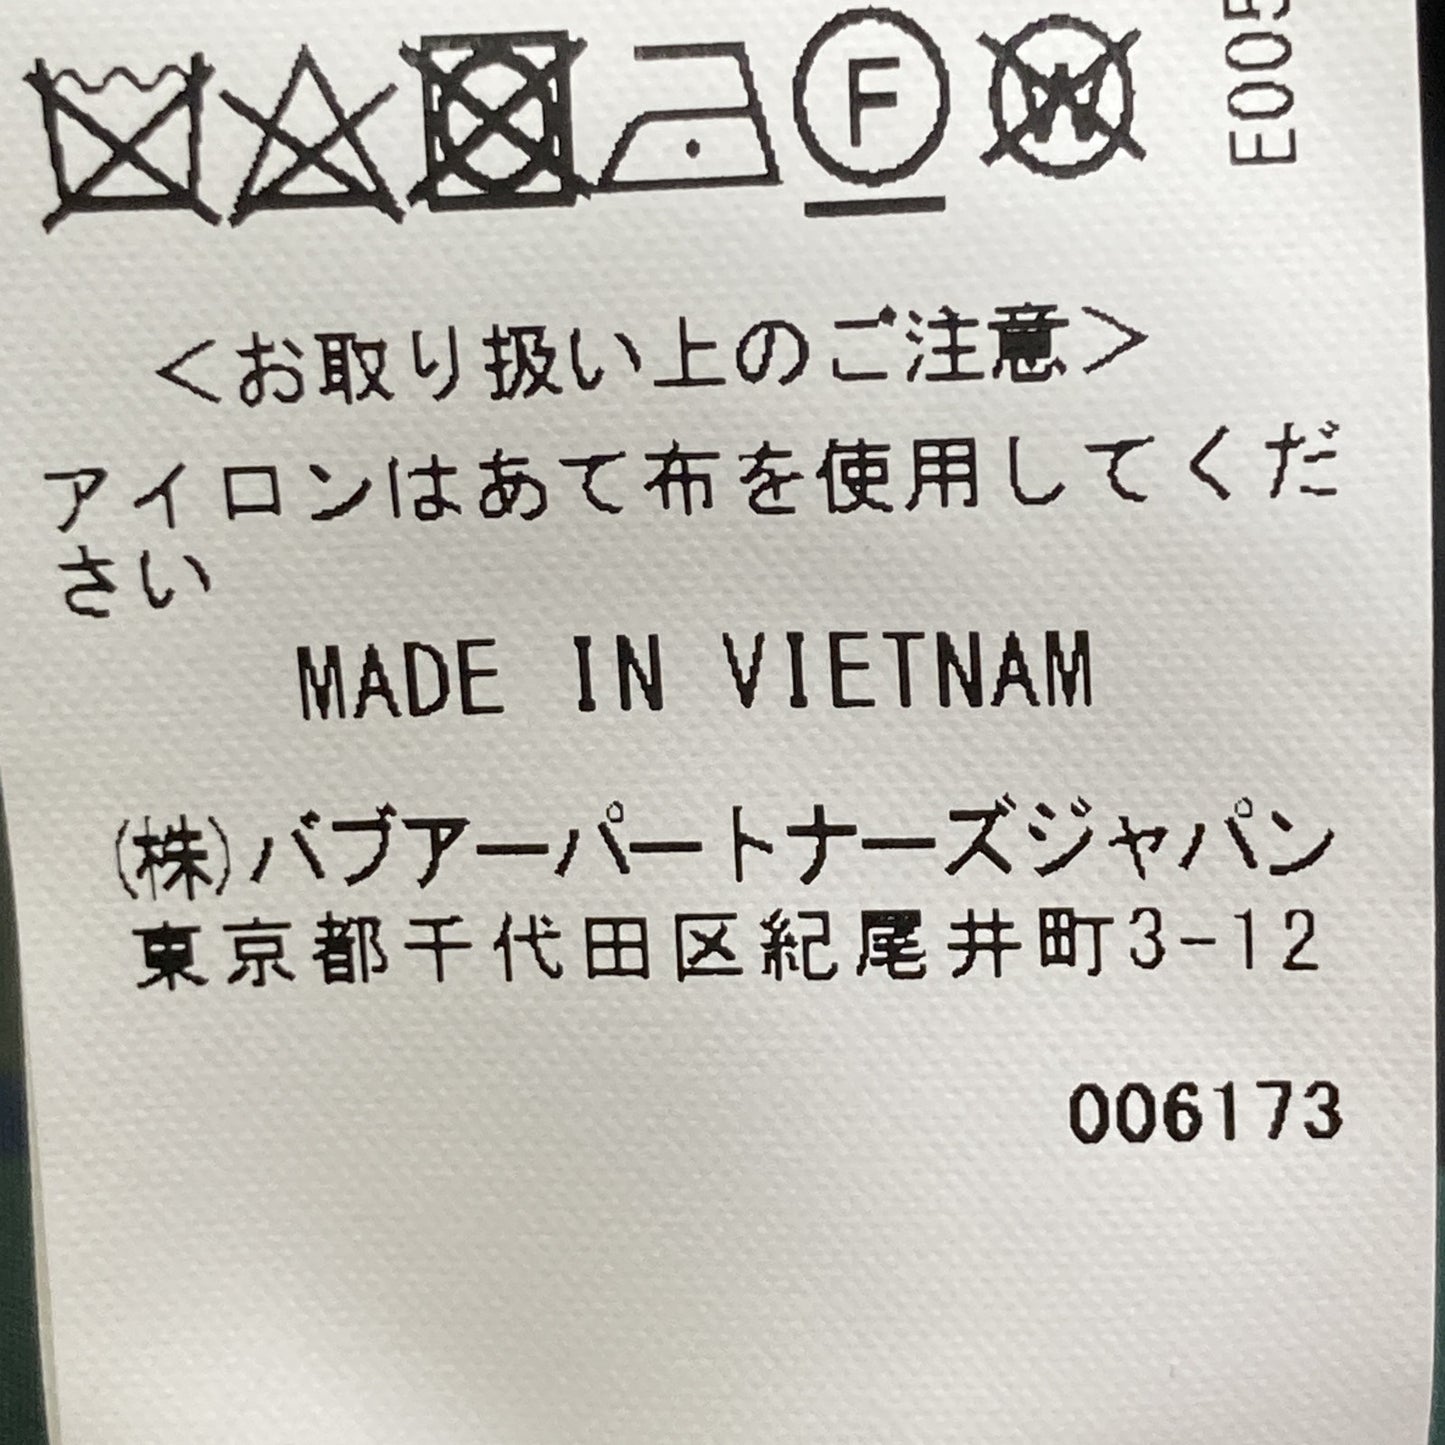 F W
E005
＜お取り扱い上のご注意＞
アイロンはあて布を使用してくだ
さい
MADE IN VIETNAM
(株)バブアーパートナーズジャパン
東京都千代田区紀尾井町3-12
006173